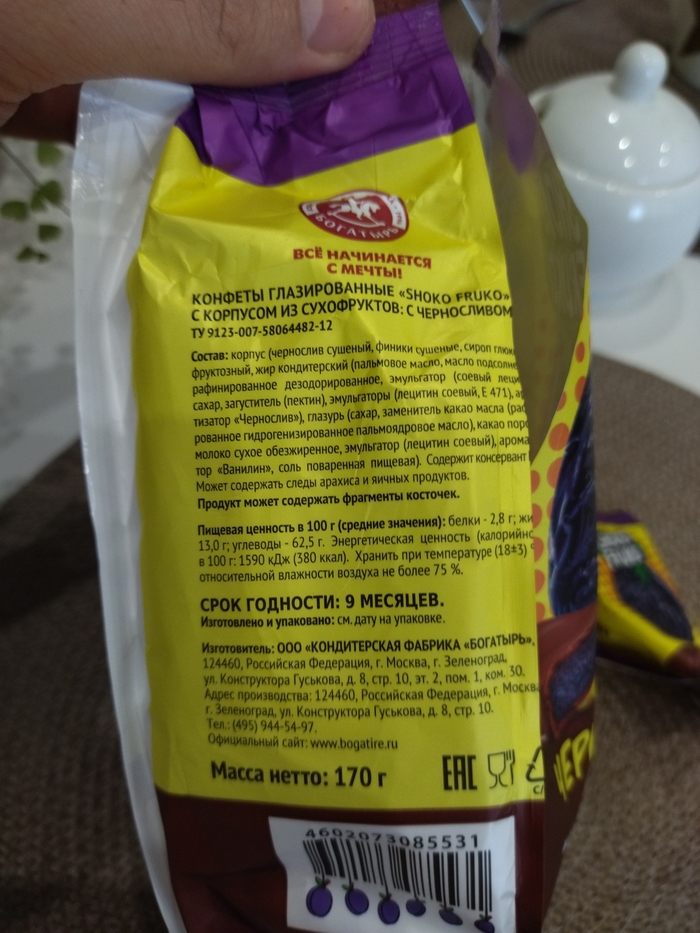 БОГАТЫРЬ
ВСЁ НАЧИНАЕТСЯ
С МЕЧТЫ!
КОНФЕТЫ ГЛАЗИРОВАННЫЕ «SHOKO FRUKO»
С КОРПУСОМ ИЗ СУХОФРУКТОВ: С ЧЕРНОСЛИВОМ
ТУ 9123-007-58064482-12
Состав: корпус (чернослив сушеный, финики сушеные, сироп
фруктозный, жир кондитерский (пальмовое масло, масло
рафинированное дезодорированное, эмульгатор (соевый
сахар, загуститель (пектин), эмульгаторы (лецитин соевый, Е 471),
тизатор «Чернослив»), глазурь (сахар, заменитель какао масла
рованное гидрогенизированное пальмоядровое масло), какао
молоко сухое обезжиренное, эмульгатор (лецитин соевый),
тор «Ванилин», соль поваренная пищевая). Содержит консервант
Может содержать следы арахиса и яичных продуктов.
Продукт может содержать фрагменты косточек.
Пищевая ценность в 100 г (средние значения): белки - 2,8 г;
13,0 г; углеводы - 62,5 г. Энергетическая ценность
в 100 г: 1590 кДж (380 ккал). Хранить при температуре (18±3)
относительной влажности воздуха не более 75 %.
СРОК ГОДНОСТИ: 9 МЕСЯЦЕВ.
Изготовлено и упаковано: см. дату на упаковке.
Изготовитель: ООО «КОНДИТЕРСКАЯ ФАБРИКА «БОГАТЫРЬ».
124460, Российская Федерация, г. Москва, г. Зеленоград,
ул. Конструктора Гуськова, д. 8, стр. 10, эт. 2, пом. 1, ком. 30.
Адрес производства: 124460, Российская Федерация, г. Москва
г. Зеленоград, ул. Конструктора Гуськова, д. 8, стр. 10.
Тел.: (495) 944-54-97.
Официальный сайт: www.bogatire.ru
Масса нетто: 170 г
EAC
4602073085531